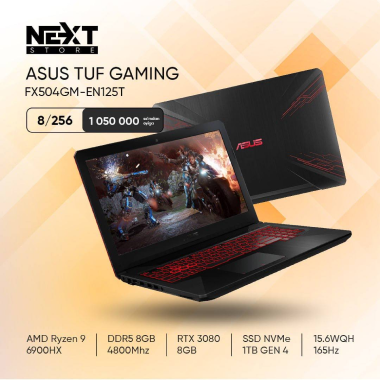 NEXT
STORE
ASUS TUF GAMING
FX504GM-EN125T
8/256
1 050 000
ASUS
AMD Ryzen 9
6900HX
DDR5 8GB
4800Mhz
RTX 3080
8GB
SSD NVMe
1TB GEN 4
15.6WQH
165Hz